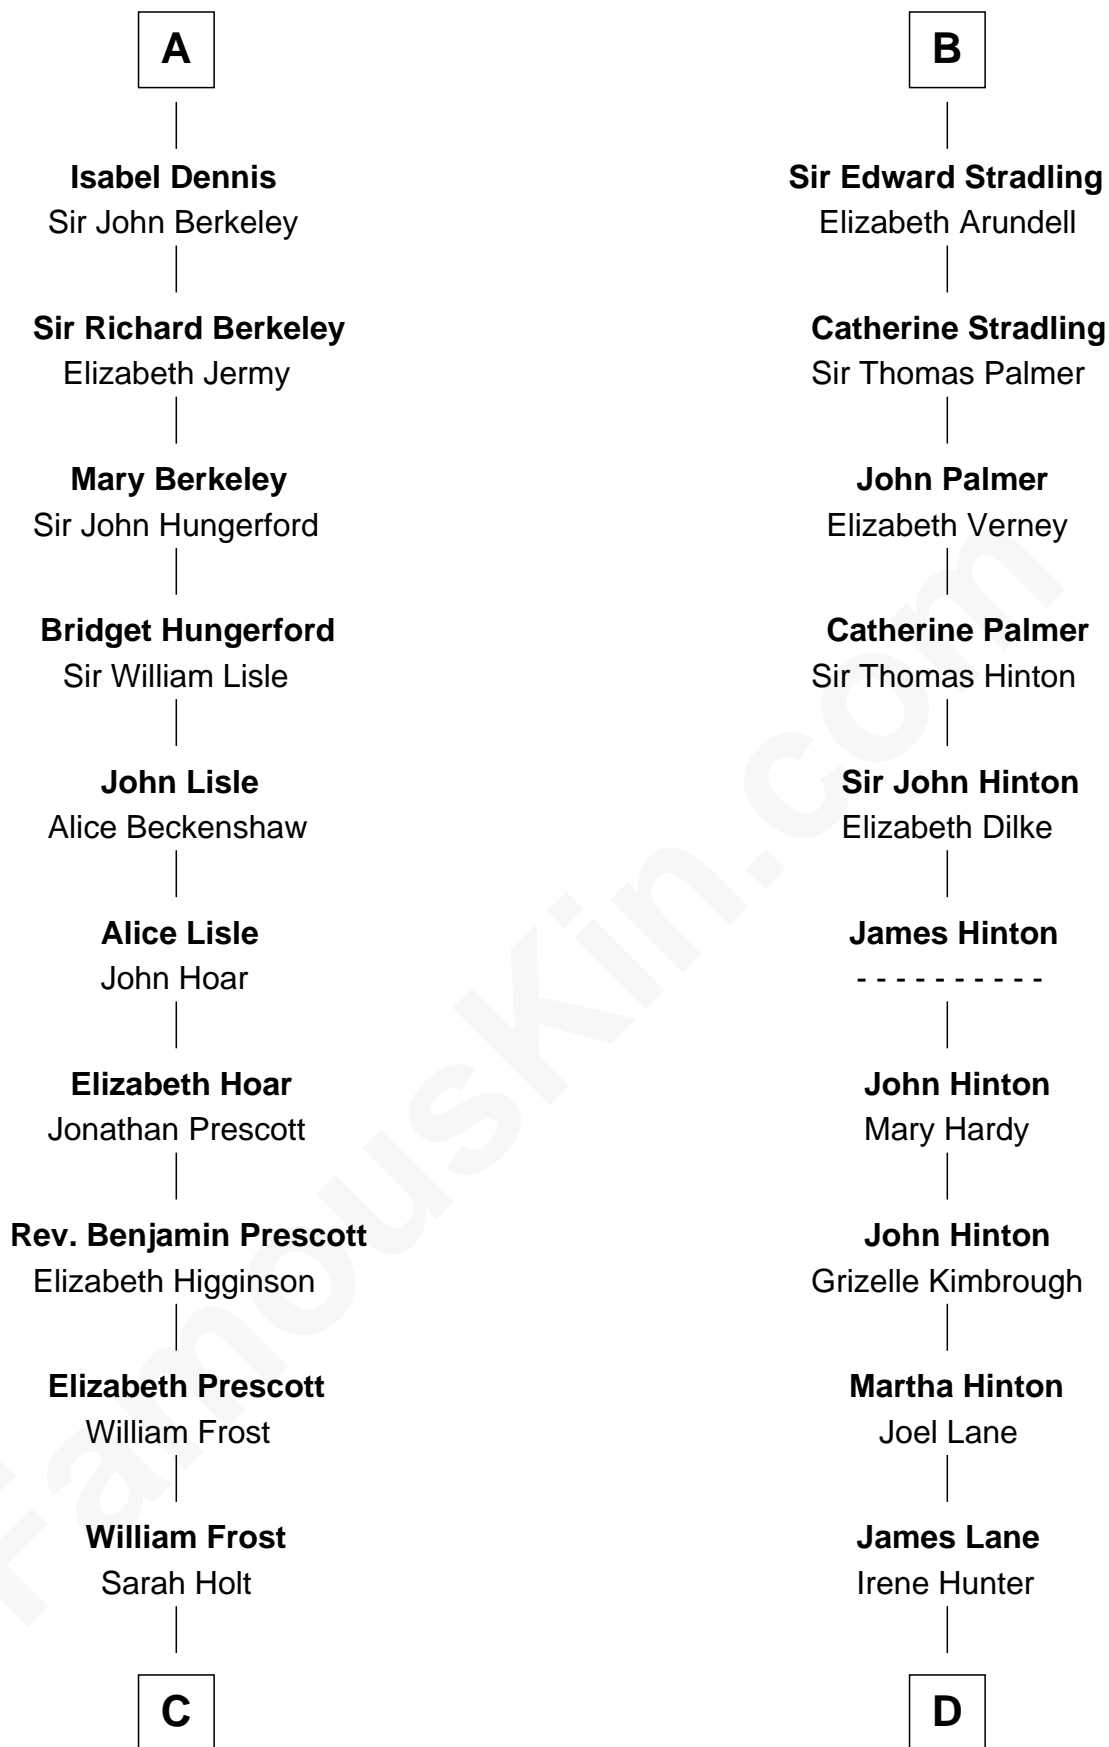 A
Isabel Dennis
Sir John Berkeley
Sir Richard Berkeley
Elizabeth Jermy
Mary Berkeley
Sir John Hungerford
Bridget Hungerford
Sir William Lisle
John Lisle
Alice Beckenshaw
Alice Lisle
John Hoar
Elizabeth Hoar
Jonathan Prescott
Rev. Benjamin Prescott
Elizabeth Higginson
Elizabeth Prescott
William Frost
William Frost
Sarah Holt
C
B
Sir Edward Stradling
Elizabeth Arundell
Catherine Stradling
Sir Thomas Palmer
John Palmer
Elizabeth Verney
Catherine Palmer
Sir Thomas Hinton
Sir John Hinton
Elizabeth Dilke
James Hinton
- - - - - - - - - -
John Hinton
Mary Hardy
John Hinton
Grizelle Kimbrough
Martha Hinton
Joel Lane
James Lane
Irene Hunter
D
FamousKin.com